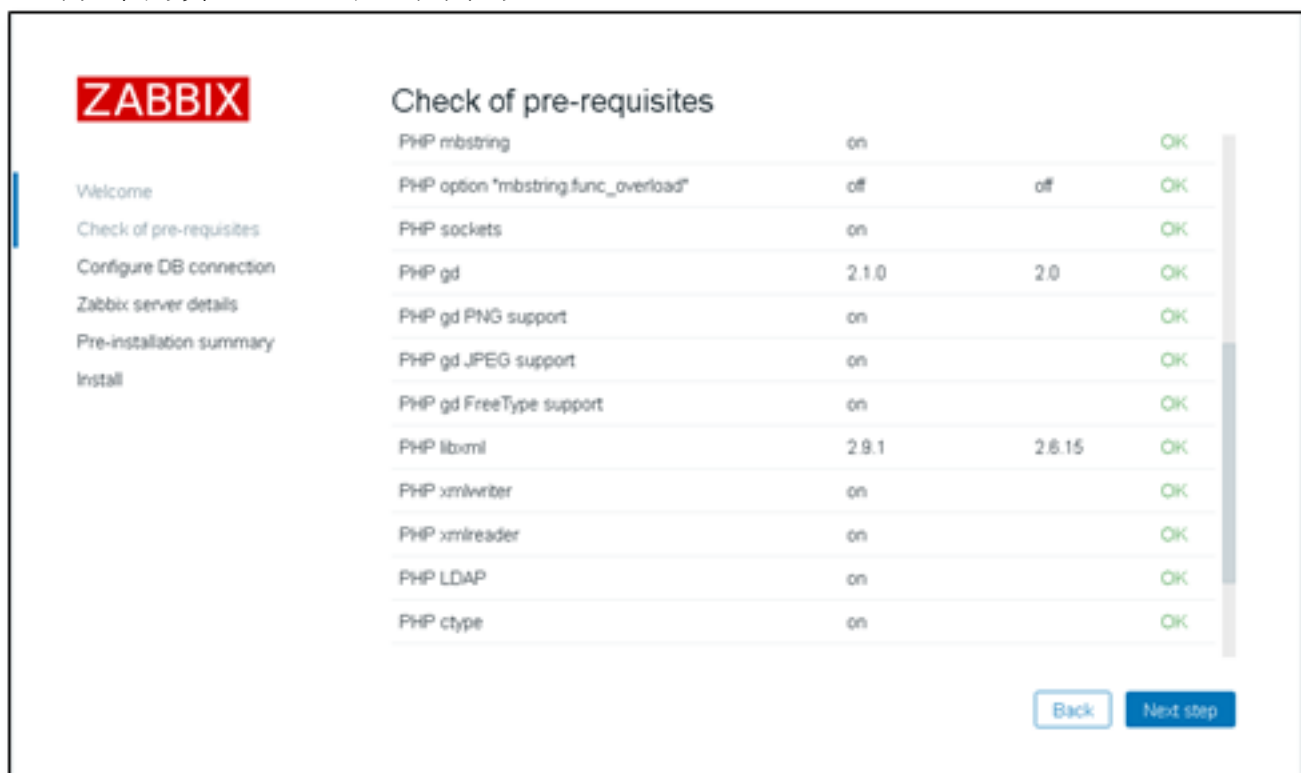 ZABBIX
Check of pre-requisites
PHP mbstring on OK
Welcome
PHP option "mbstring.func_overload" off off OK
Check of pre-requisites
PHP sockets on OK
Configure DB connection
PHP gd 2.1.0 2.0 OK
Zabbix server details
PHP gd PNG support on OK
Pre-installation summary
PHP gd JPEG support on OK
Install
PHP gd FreeType support on OK
PHP libxml 2.9.1 2.6.15 OK
PHP xmlwriter on OK
PHP xmlreader on OK
PHP LDAP on OK
PHP ctype on OK
Back Next step